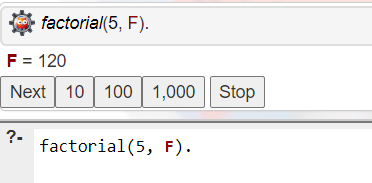 factorial(5, F).
F = 120
Next 10 100 1,000 Stop
?- factorial(5, F).